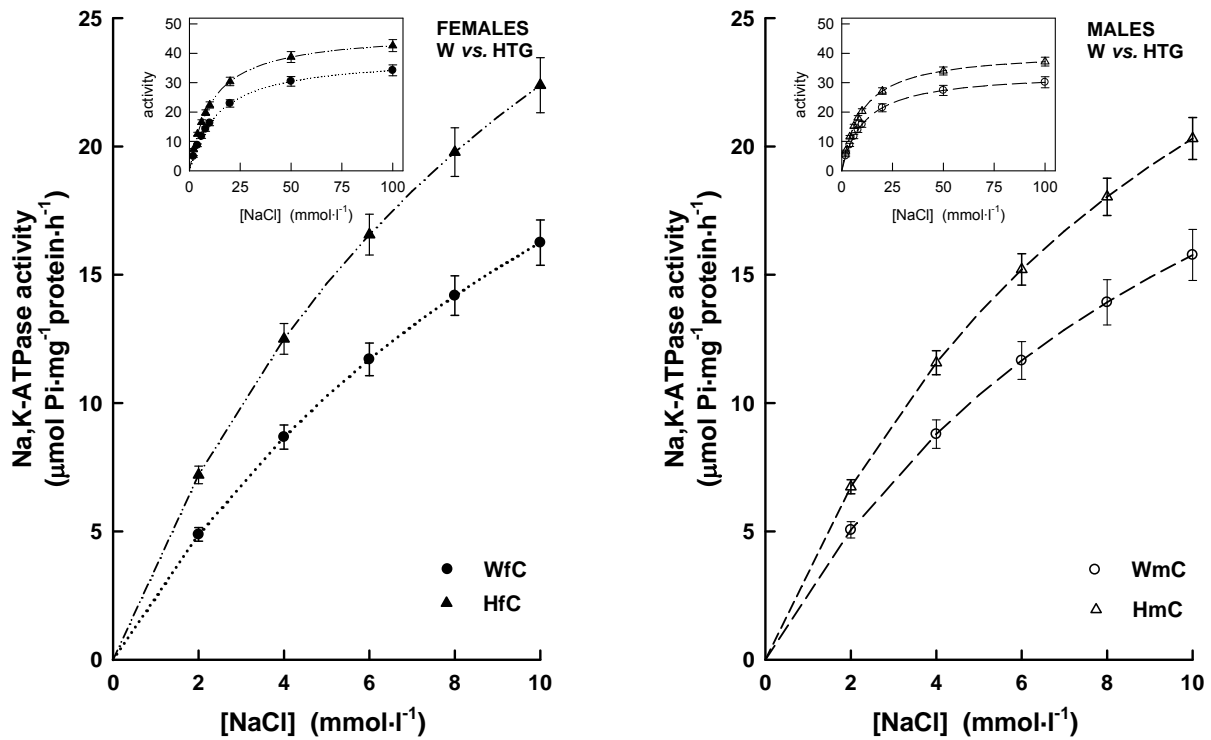 FEMALES
W vs. HTG
activity
50
40
30
20
10
0
0 25 50 75 100
[NaCl] (mmol·l⁻¹)
Na,K-ATPase activity
(µmol Pi·mg⁻¹protein·h⁻¹)
25
20
15
10
5
0
WfC
HfC
0 2 4 6 8 10
[NaCl] (mmol·l⁻¹)
MALES
W vs. HTG
activity
50
40
30
20
10
0
0 25 50 75 100
[NaCl] (mmol·l⁻¹)
Na,K-ATPase activity
(µmol Pi·mg⁻¹protein·h⁻¹)
25
20
15
10
5
0
WmC
HmC
0 2 4 6 8 10
[NaCl] (mmol·l⁻¹)